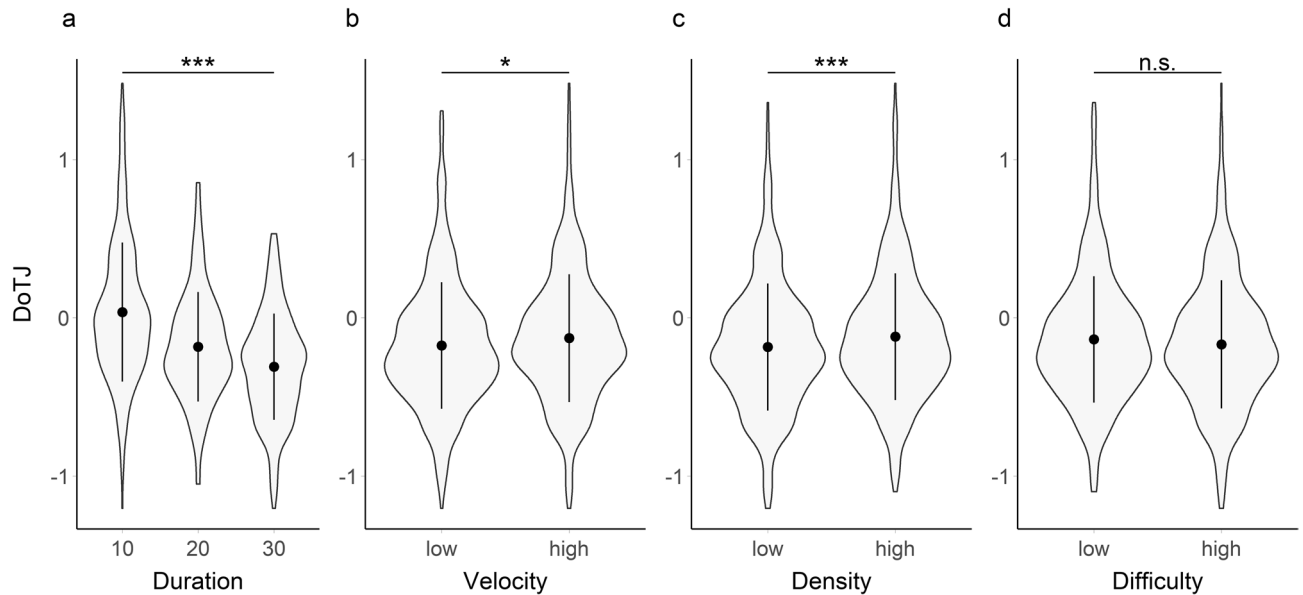 a
***
DoTJ
1
0
-1
10 20 30
Duration
b
*
1
0
-1
low high
Velocity
c
***
1
0
-1
low high
Density
d
n.s.
1
0
-1
low high
Difficulty